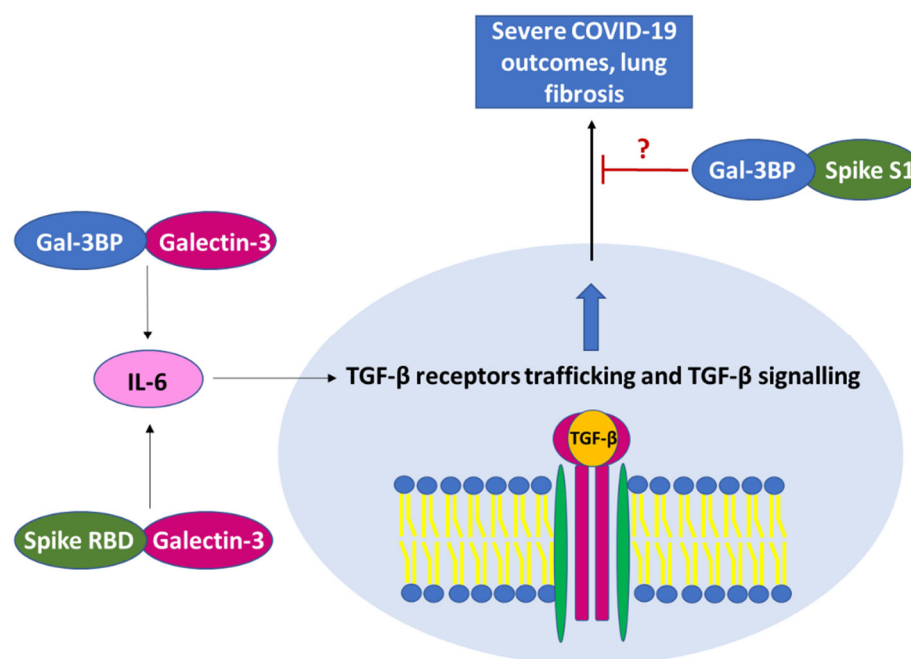 Severe COVID-19
outcomes, lung
fibrosis
?
Gal-3BP
Spike S1
Gal-3BP
Galectin-3
IL-6
TGF-β receptors trafficking and TGF-β signalling
TGF-β
Spike RBD
Galectin-3